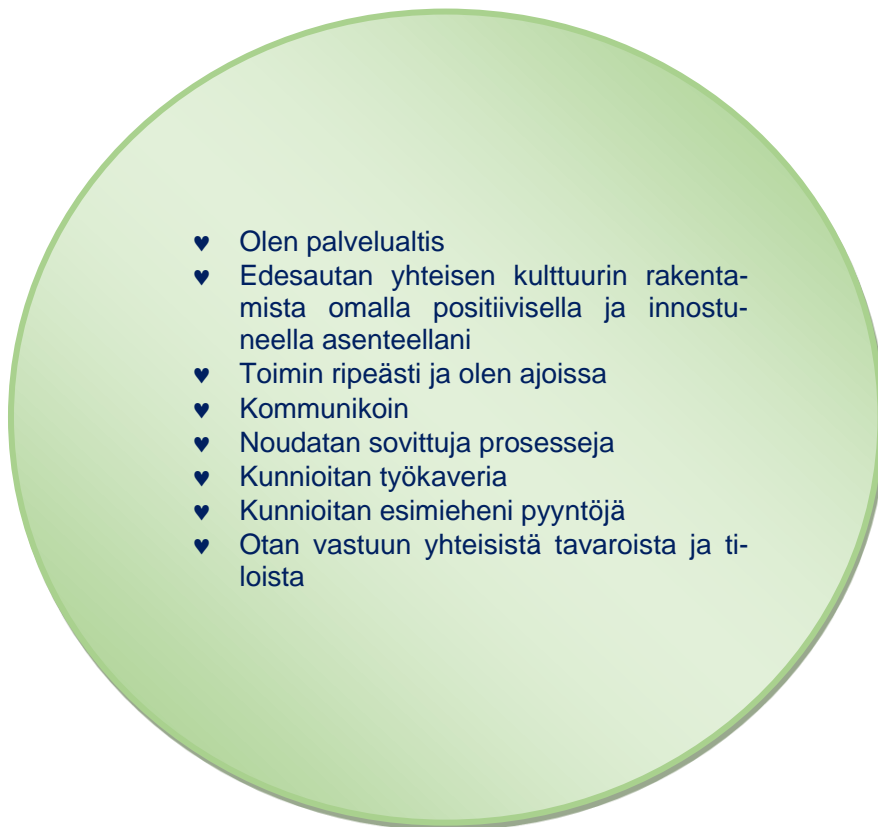 ♥ Olen palvelualtis
♥ Edesautan yhteisen kulttuurin rakenta-
mista omalla positiivisella ja innostu-
neella asenteellani
♥ Toimin ripeästi ja olen ajoissa
♥ Kommunikoin
♥ Noudatan sovittuja prosesseja
♥ Kunnioitan työkaveria
♥ Kunnioitan esimieheni pyyntöjä
♥ Otan vastuun yhteisistä tavaroista ja ti-
loista